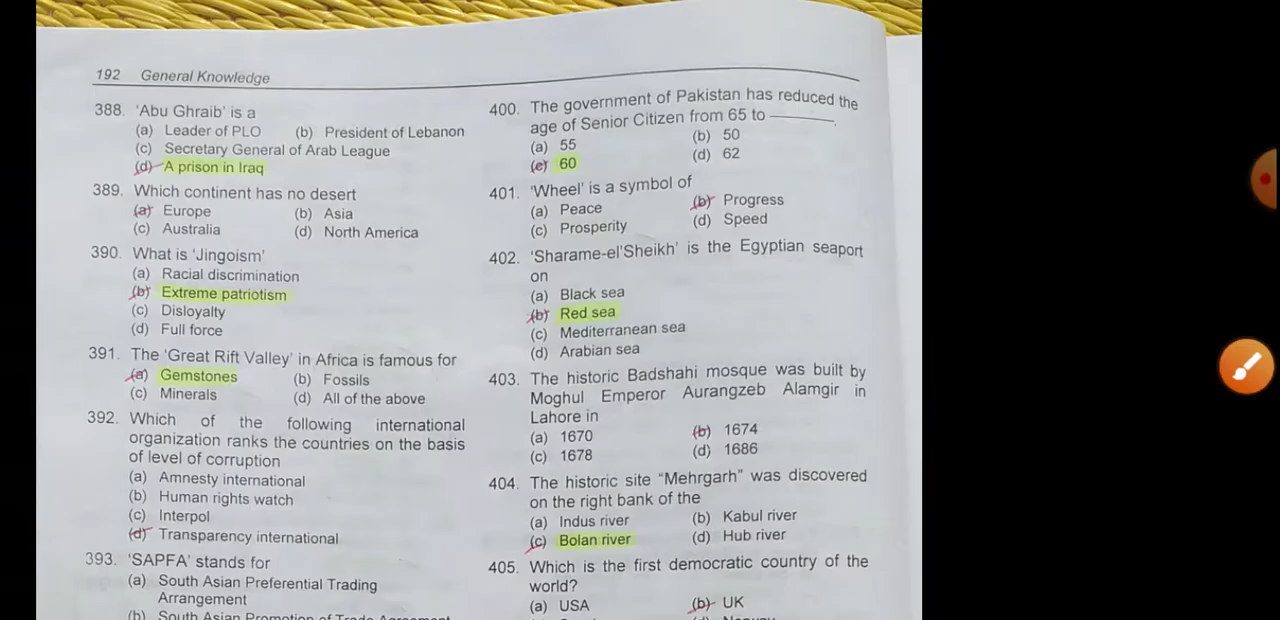 192 General Knowledge
388. 'Abu Ghraib' is a
(a) Leader of PLO (b) President of Lebanon
(c) Secretary General of Arab League
(d) A prison in Iraq
389. Which continent has no desert
(a) Europe (b) Asia
(c) Australia (d) North America
390. What is 'Jingoism'
(a) Racial discrimination
(b) Extreme patriotism
(c) Disloyalty
(d) Full force
391. The 'Great Rift Valley' in Africa is famous for
(a) Gemstones (b) Fossils
(c) Minerals (d) All of the above
392. Which of the following international
organization ranks the countries on the basis
of level of corruption
(a) Amnesty international
(b) Human rights watch
(c) Interpol
(d) Transparency international
393. 'SAPFA' stands for
(a) South Asian Preferential Trading
Arrangement
(b) South Asian Promotion of Trade Agreement
400. The government of Pakistan has reduced the
age of Senior Citizen from 65 to ________.
(a) 55 (b) 50
(c) 60 (d) 62
401. 'Wheel' is a symbol of
(a) Peace (b) Progress
(c) Prosperity (d) Speed
402. 'Sharame-el'Sheikh' is the Egyptian seaport
on
(a) Black sea
(b) Red sea
(c) Mediterranean sea
(d) Arabian sea
403. The historic Badshahi mosque was built by
Moghul Emperor Aurangzeb Alamgir in
Lahore in
(a) 1670 (b) 1674
(c) 1678 (d) 1686
404. The historic site "Mehrgarh" was discovered
on the right bank of the
(a) Indus river (b) Kabul river
(c) Bolan river (d) Hub river
405. Which is the first democratic country of the
world?
(a) USA (b) UK